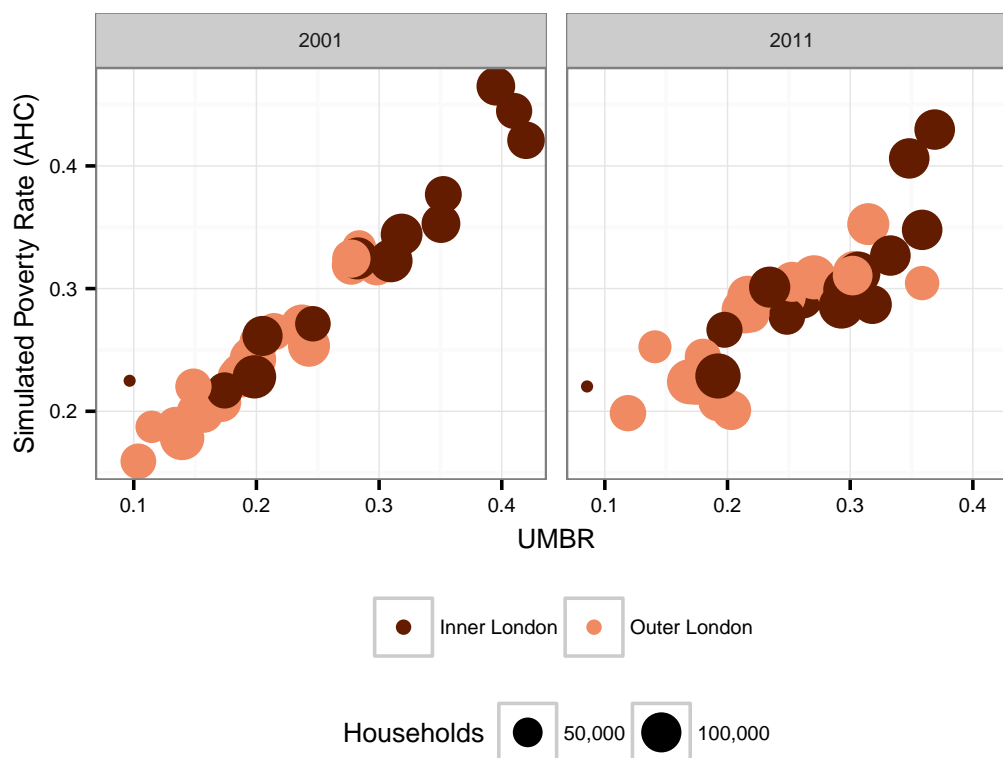 2001 2011
Simulated Poverty Rate (AHC)
0.4
0.3
0.2
0.1 0.2 0.3 0.4 0.1 0.2 0.3 0.4
UMBR
Inner London Outer London
Households 50,000 100,000